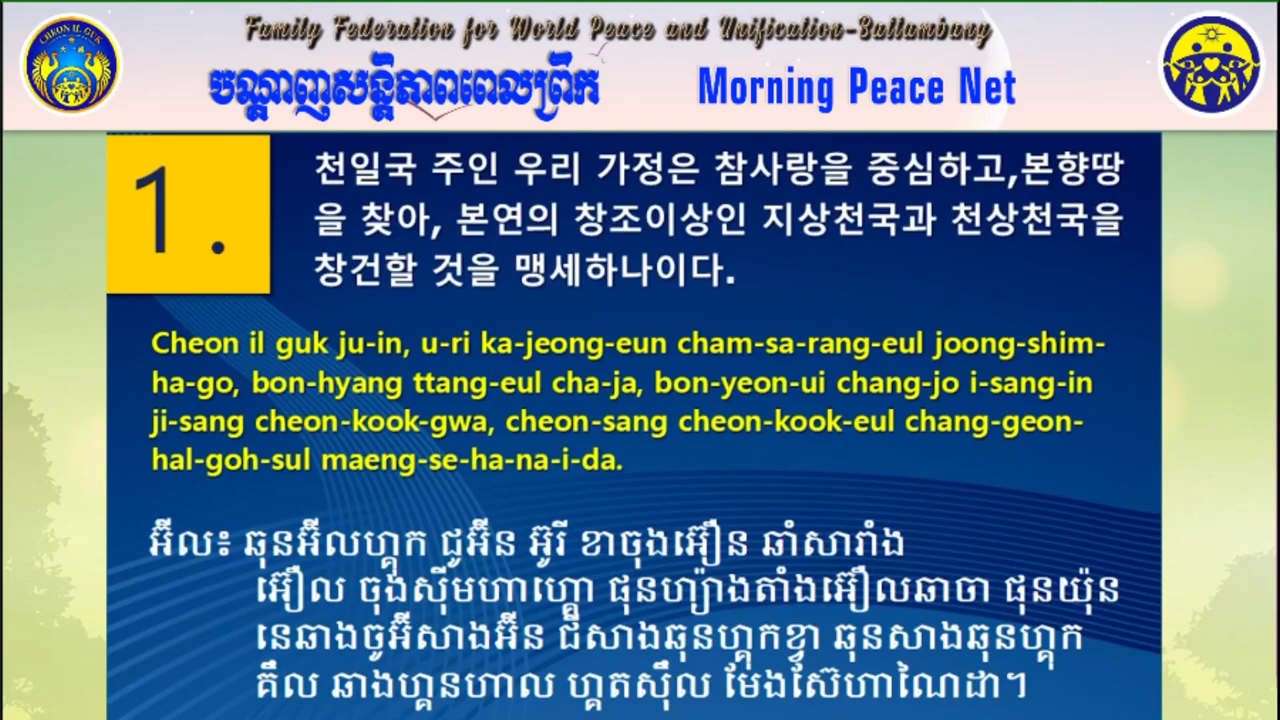 Family Federation for World Peace and Unification-Battambang
បណ្ដាញសន្តិភាពពេលព្រឹក Morning Peace Net
CHEON IL GUK
1.
천일국 주인 우리 가정은 참사랑을 중심하고,본향땅
을 찾아, 본연의 창조이상인 지상천국과 천상천국을
창건할 것을 맹세하나이다.
Cheon il guk ju-in, u-ri ka-jeong-eun cham-sa-rang-eul joong-shim-
ha-go, bon-hyang ttang-eul cha-ja, bon-yeon-ui chang-jo i-sang-in
ji-sang cheon-kook-gwa, cheon-sang cheon-kook-eul chang-geon-
hal-goh-sul maeng-se-ha-na-i-da.
អ៊ីល៖ ឆុនអ៊ីលហ្គុក ជូអ៊ីន អ៊ូរី ខាចុងអ៊ឿន ឆាំសារ៉ាំង
អ៊ឿល ចុងស៊ីមហាហ្គោ ផុនហ្យ៉ាងតាំងអ៊ឿលឆាចា ផុនយ៉ុន
នេឆាងចូអ៊ីសាងអ៊ីន ជីសាងឆុនហ្គុកខ្វា ឆុនសាងឆុនហ្គុក
គឹល ឆាងហ្គនហាល ហ្គតស៊ឹល ម៉ែងស៊ែហាណៃដា។